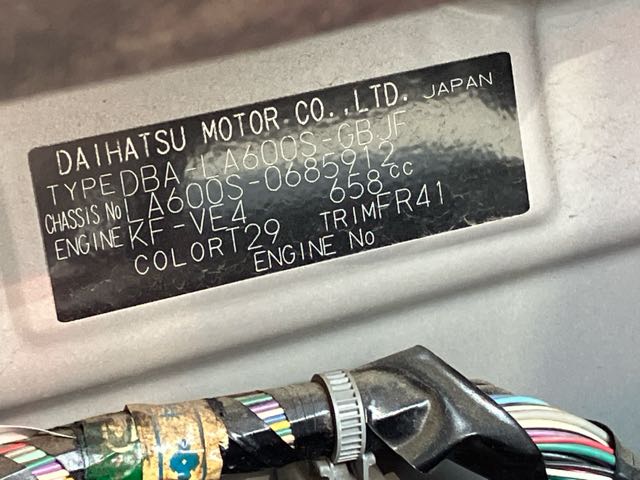 DAIHATSU MOTOR CO.,LTD. JAPAN
TYPE DBA-LA600S-GBJF
CHASSIS No LA600S-0685912
ENGINE KF-VE4 658cc
COLOR T29 TRIM FR41
ENGINE No